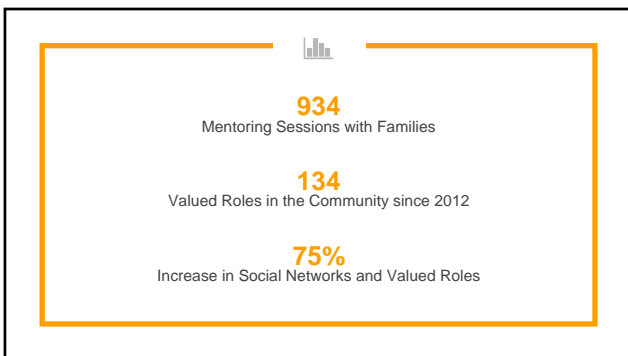 934
Mentoring Sessions with Families
134
Valued Roles in the Community since 2012
75%
Increase in Social Networks and Valued Roles